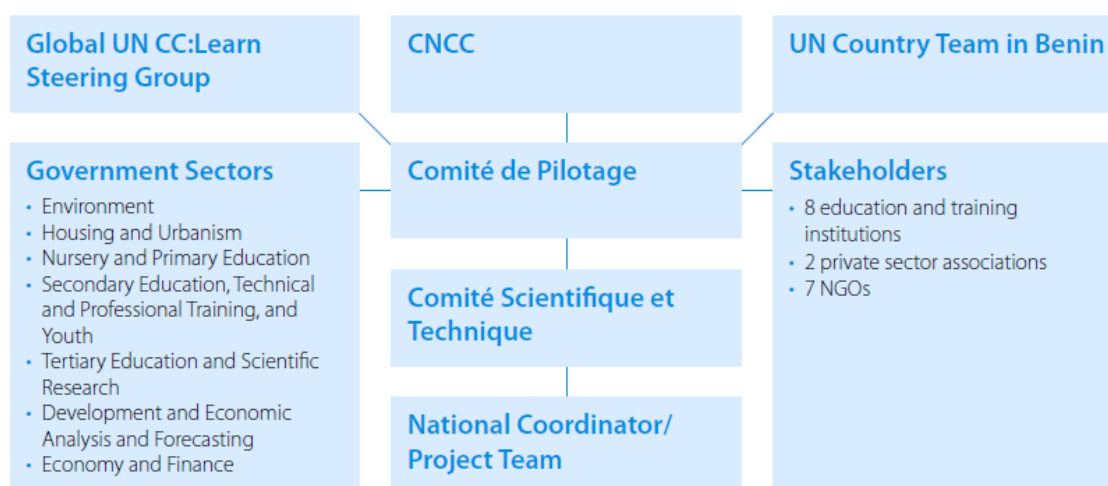 Global UN CC:Learn
Steering Group
CNCC
UN Country Team in Benin
Government Sectors
• Environment
• Housing and Urbanism
• Nursery and Primary Education
• Secondary Education, Technical
and Professional Training, and
Youth
• Tertiary Education and Scientific
Research
• Development and Economic
Analysis and Forecasting
• Economy and Finance
Comité de Pilotage
Comité Scientifique et
Technique
National Coordinator/
Project Team
Stakeholders
• 8 education and training
institutions
• 2 private sector associations
• 7 NGOs